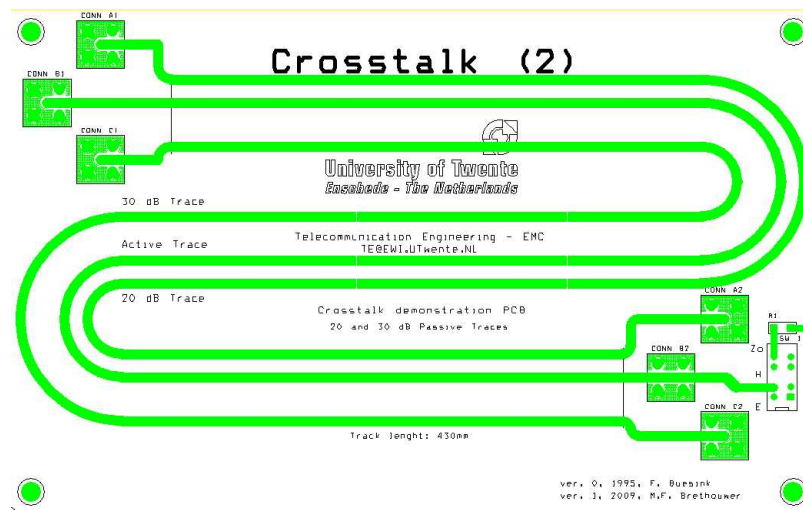 CONN A1
Crosstalk (2)
CONN B1
CONN C1
University of Twente
Enschede - The Netherlands
30 dB Trace
Telecommunication Engineering - EMC
TE@EWI.UTwente.NL
Active Trace
20 dB Trace
CONN A2
Crosstalk demonstration PCB
20 and 30 dB Passive Traces
R1
SW 1
Zo
CONN B2
H
E
CONN C2
Track lenght: 430mm
ver. 0, 1995, F. Buesink
ver. 1, 2009, M.F. Brethouwer